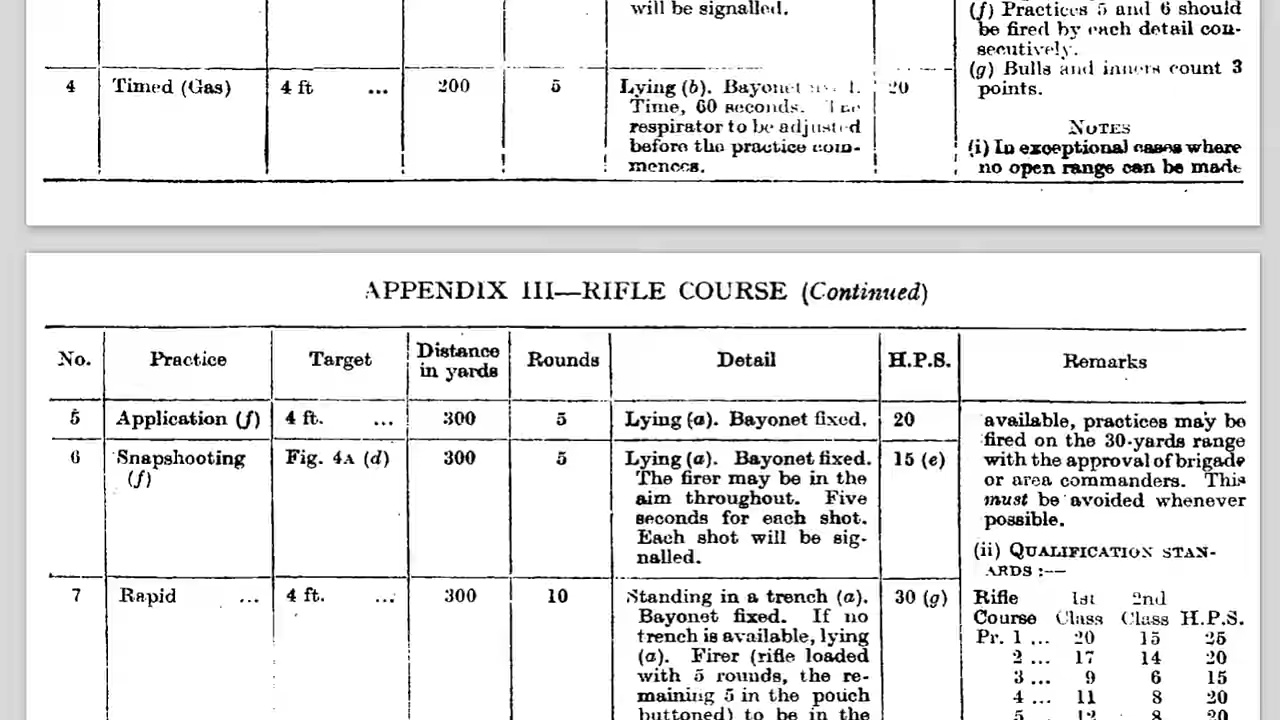 will be signalled.
(f) Practices 5 and 6 should
be fired by each detail con-
secutively.
(g) Bulls and inners count 3
points.
4 Timed (Gas) 4 ft ... 200 5 Lying (b). Bayonet 20
Time, 60 seconds. The
respirator to be adjusted
before the practice com-
mences.
NOTES
(i) In exceptional cases where
no open range can be made
APPENDIX III—RIFLE COURSE (Continued)
No. Practice Target Distance in yards Rounds Detail H.P.S. Remarks
5 Application (f) 4 ft. ... 300 5 Lying (a). Bayonet fixed. 20
6 Snapshooting (f) Fig. 4A (d) 300 5 Lying (a). Bayonet fixed. 15 (e)
The firer may be in the
aim throughout. Five
seconds for each shot.
Each shot will be sig-
nalled.
7 Rapid ... 4 ft. ... 300 10 Standing in a trench (a). 30 (g)
Bayonet fixed. If no
trench is available, lying
(a). Firer (rifle loaded
with 5 rounds, the re-
maining 5 in the pouch
buttoned) to be in the
available, practices may be
fired on the 30-yards range
with the approval of brigade
or area commanders. This
must be avoided whenever
possible.
(ii) QUALIFICATION STAN-
ARDS :—
Rifle 1st 2nd
Course Class Class H.P.S.
Pr. 1 ... 20 15 25
2 ... 17 14 20
3 ... 9 6 15
4 ... 11 8 20
5 ... 12 8 20